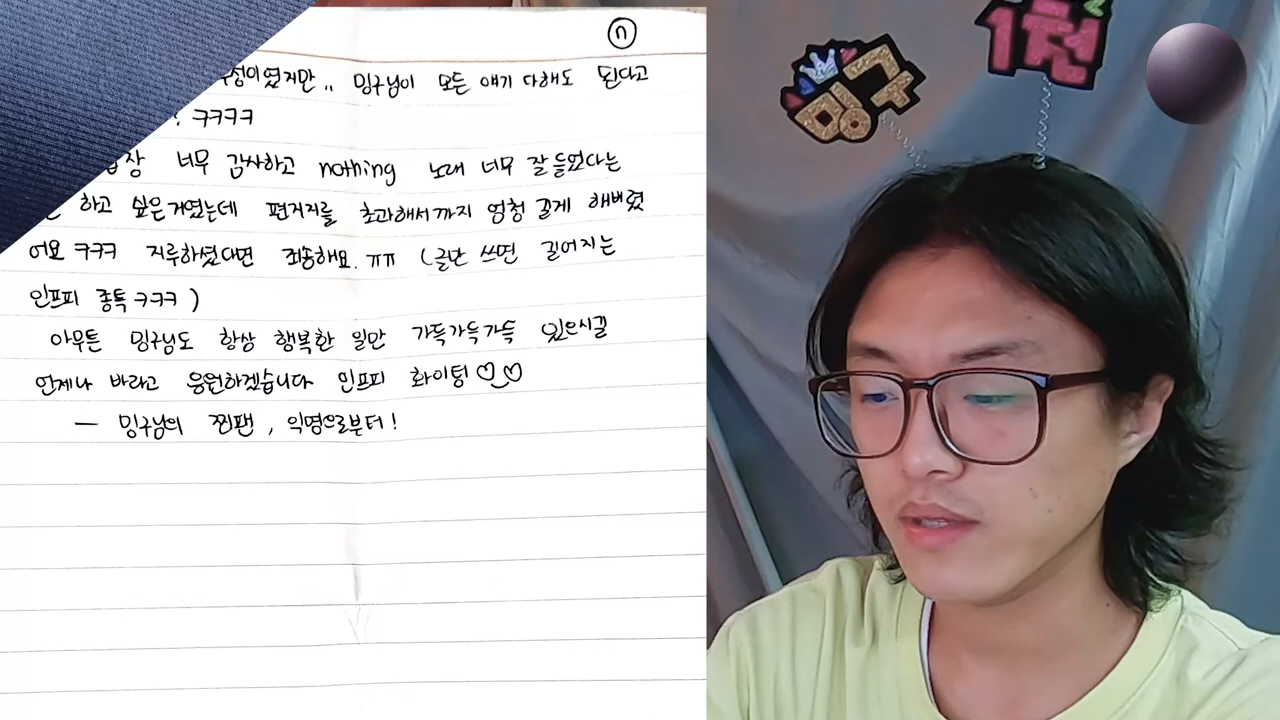 ⓝ
구성이였지만.. 밍구님이 모든 얘기 다해도 된다고
ㅋㅋㅋㅋ
너무 감사하고 nothing 노래 너무 잘 들었다는
하고 싶은거였는데 편지지를 초과해서까지 엄청 길게 해버렸
어요 ㅋㅋㅋ 지루하셨다면 죄송해요.ㅠㅠ (글만 쓰면 길어지는
인프피 종특 ㅋㅋㅋ)
아무튼 밍구님도 항상 행복한 일만 가득가득가득 있으시길
언제나 바라고 응원하겠습니다 인프피 화이팅♡♡
— 밍구님의 찐팬, 익명으로부터!
밍구
1천